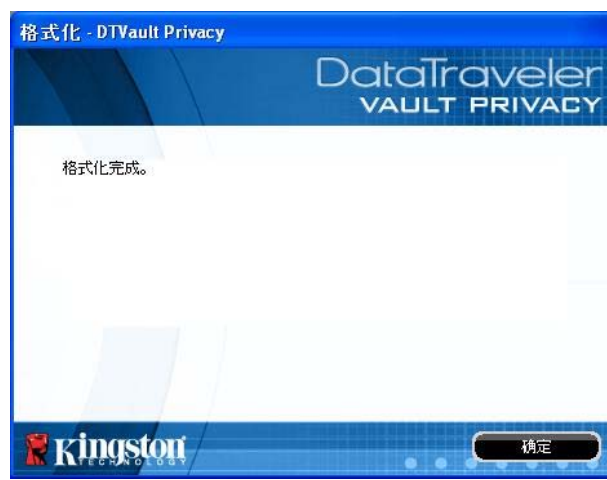 格式化 - DTVault Privacy
DataTraveler
VAULT PRIVACY
格式化完成。
Kingston
TECHNOLOGY
确定